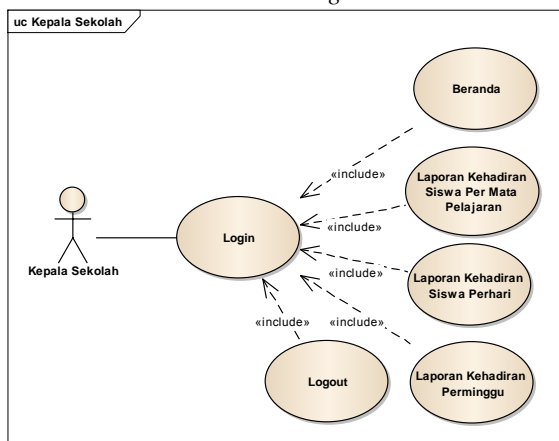 uc Kepala Sekolah
Beranda
«include»
Laporan Kehadiran
Siswa Per Mata
Pelajaran
«include»
Login
Kepala Sekolah
Laporan Kehadiran
Siswa Perhari
«include»
«include»
Logout
Laporan Kehadiran
Perminggu